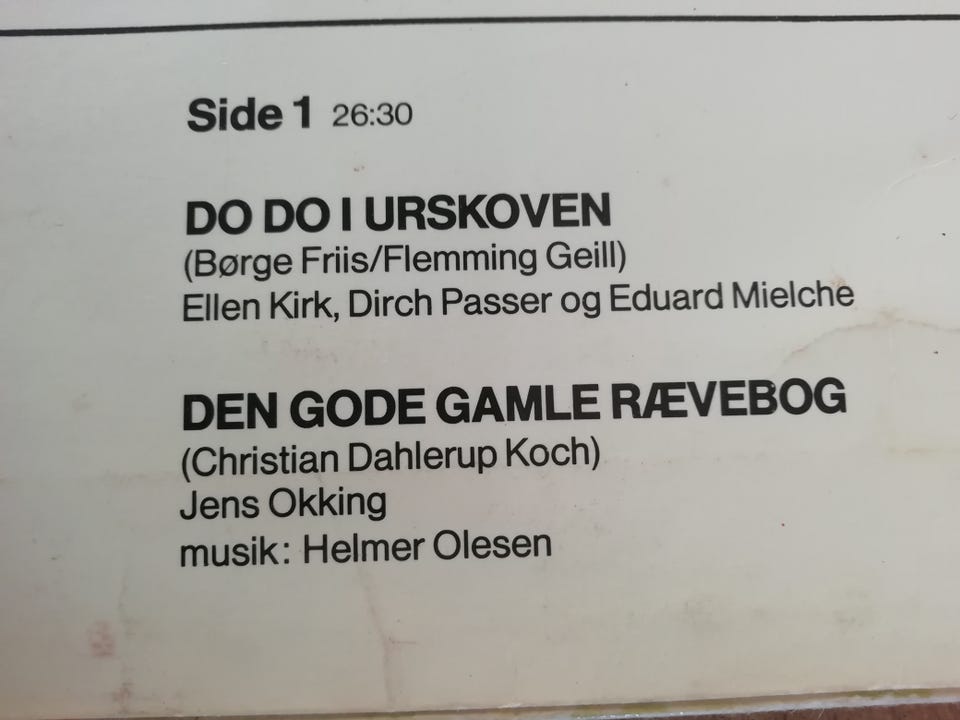 Side 1 26:30
DO DO I URSKOVEN
(Børge Friis/Flemming Geill)
Ellen Kirk, Dirch Passer og Eduard Mielche
DEN GODE GAMLE RÆVEBOG
(Christian Dahlerup Koch)
Jens Okking
musik: Helmer Olesen